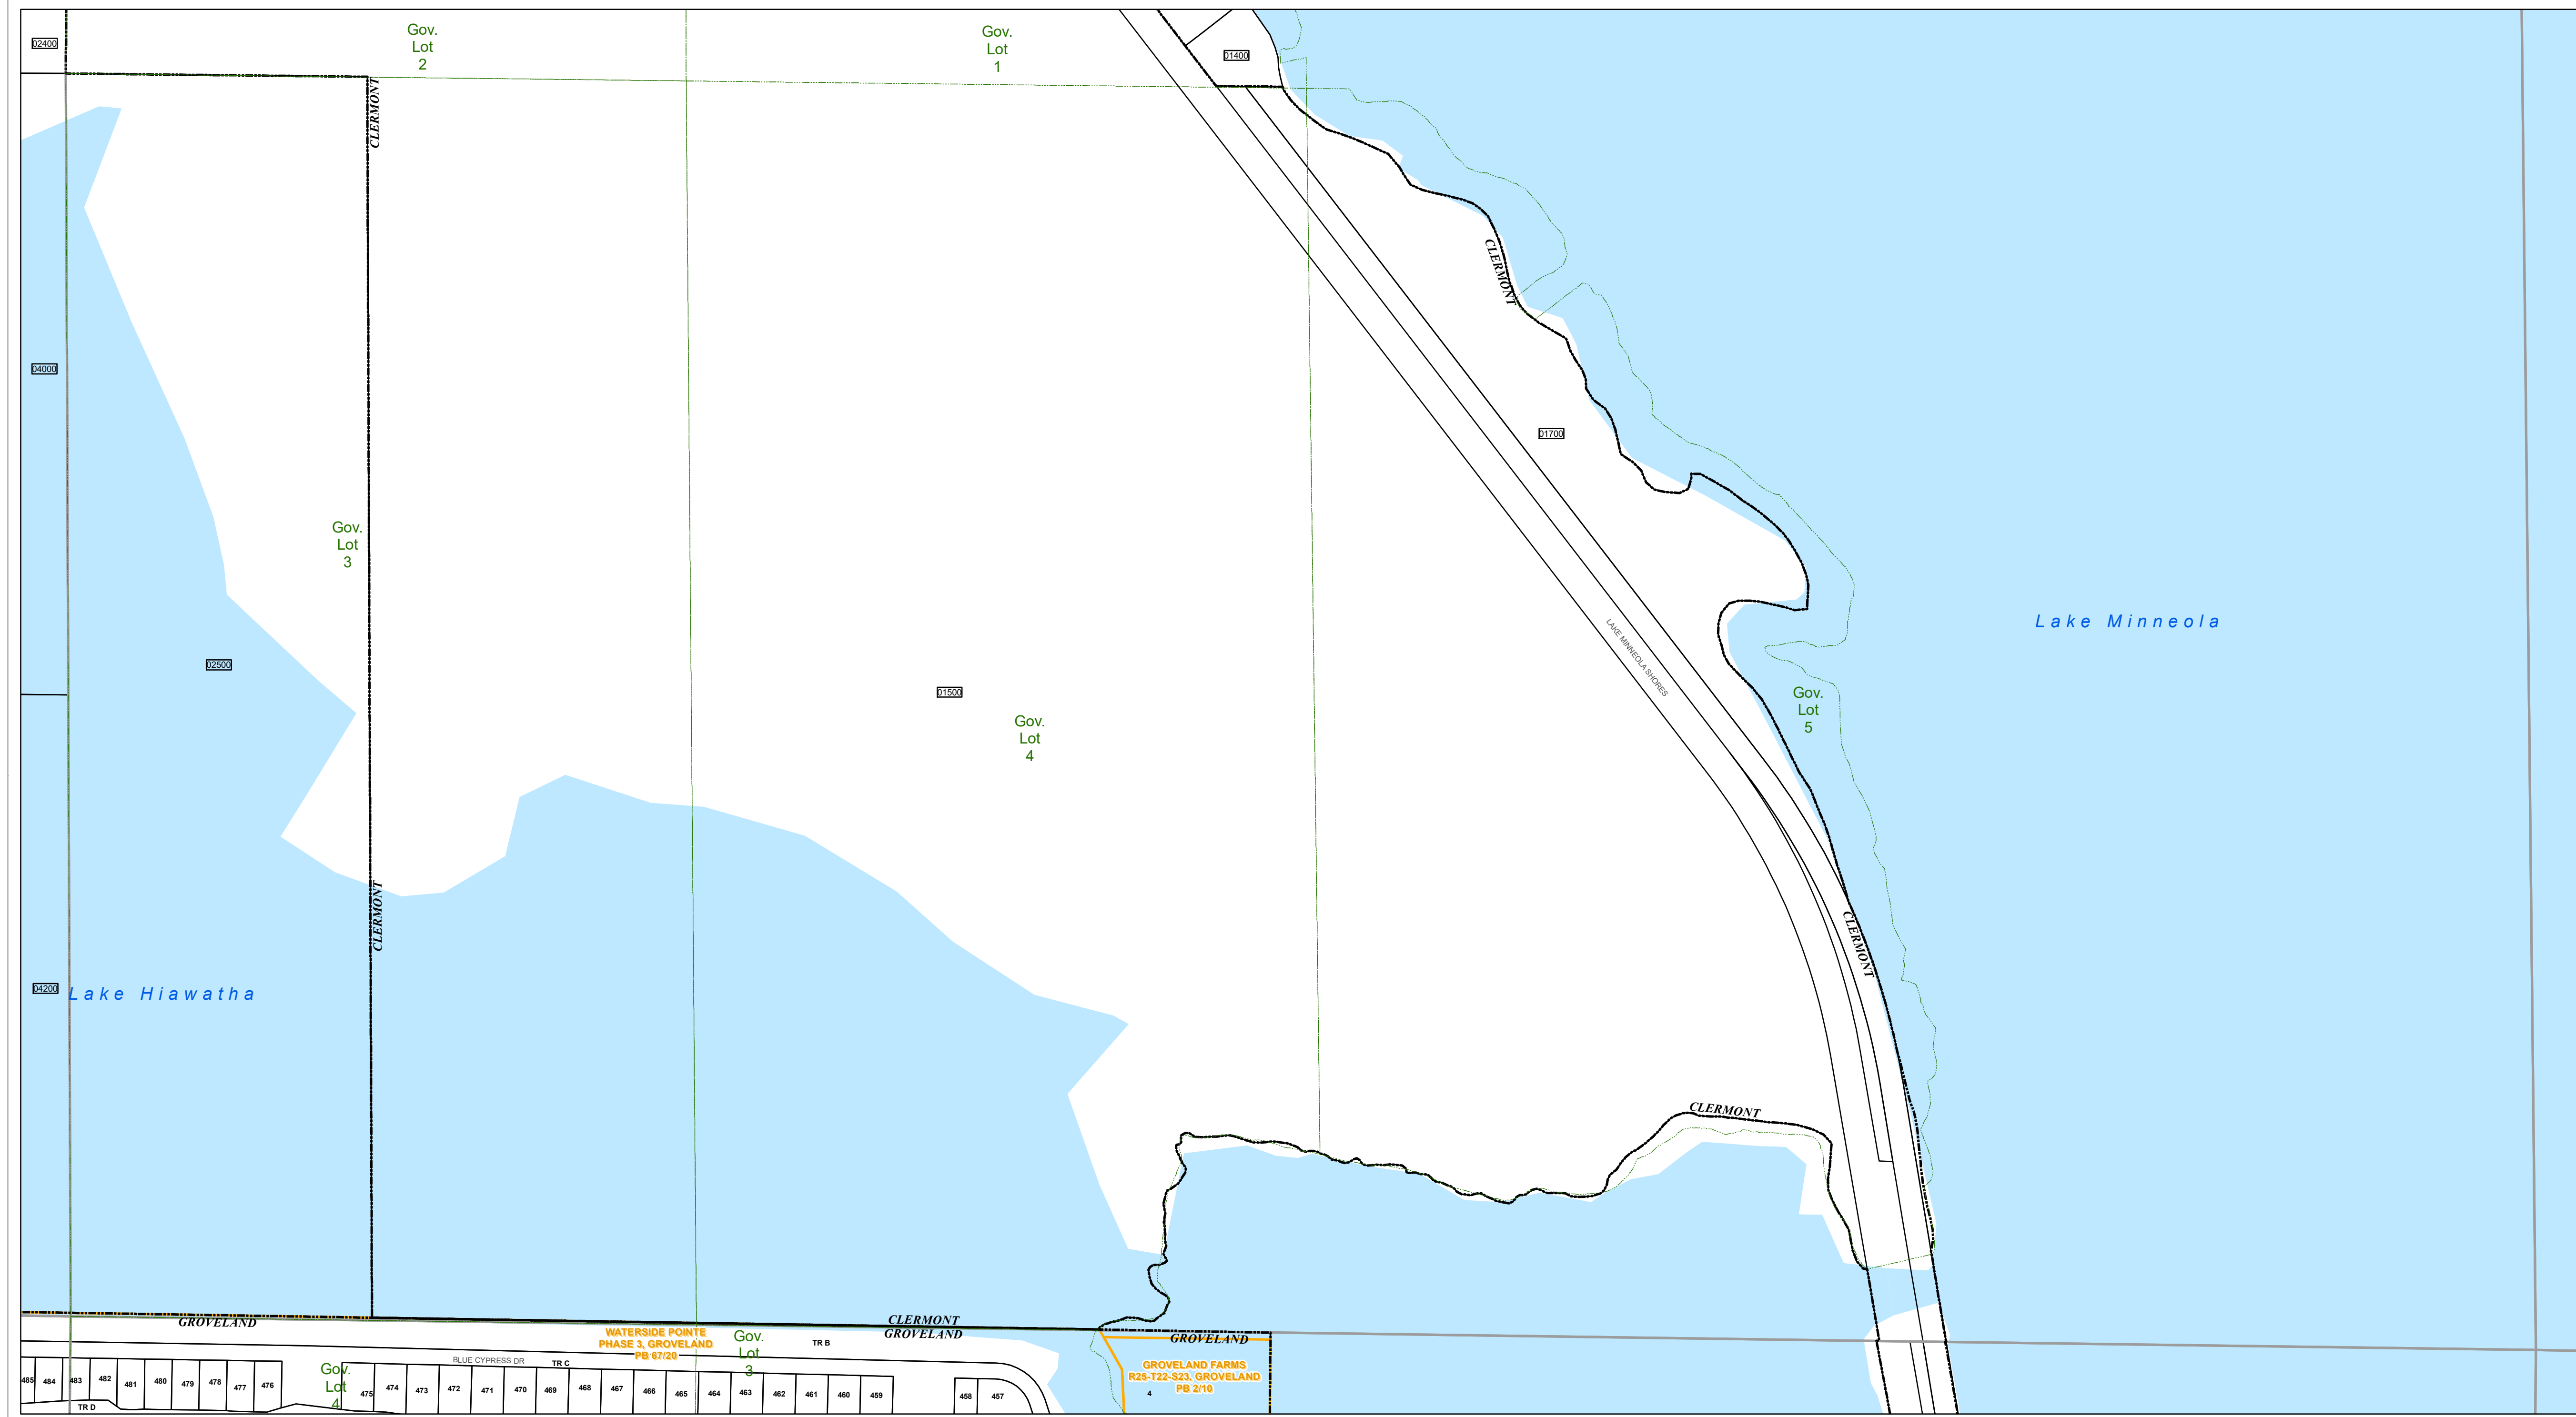 02400
Gov.
Lot
2
Gov.
Lot
1
01400
CLERMONT
CLERMONT
04000
01700
Gov.
Lot
3
Lake Minneola
LAKE MINNEOLA SHORES
02500
01500
Gov.
Lot
4
Gov.
Lot
5
CLERMONT
CLERMONT
04200
Lake Hiawatha
CLERMONT
GROVELAND
CLERMONT
GROVELAND
GROVELAND
WATERSIDE POINTE
PHASE 3, GROVELAND
PB 67/20
Gov.
Lot
3
TR B
BLUE CYPRESS DR
TR C
Gov.
Lot
4
GROVELAND FARMS
R25-T22-S23, GROVELAND
PB 2/10
4
485 484 483 482 481 480 479 478 477 476
475 474 473 472 471 470 469 468 467 466 465 464 463 462 461 460 459
458 457
TR D